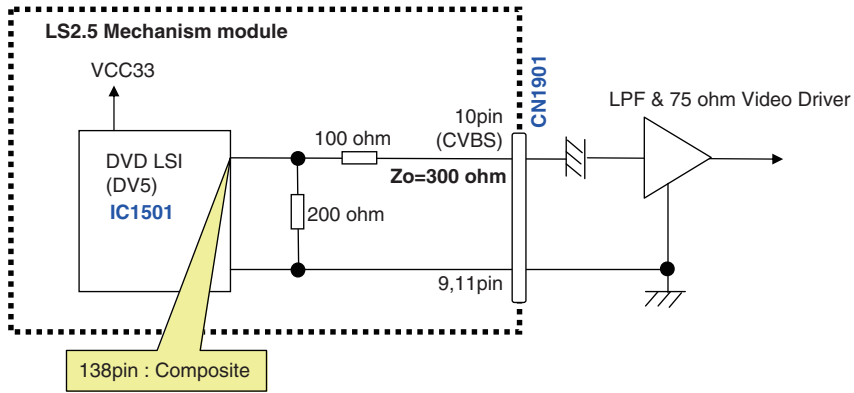 LS2.5 Mechanism module
VCC33
CN1901
LPF & 75 ohm Video Driver
10pin
(CVBS)
100 ohm
DVD LSI
(DV5)
IC1501
Zo=300 ohm
200 ohm
9,11pin
138pin : Composite